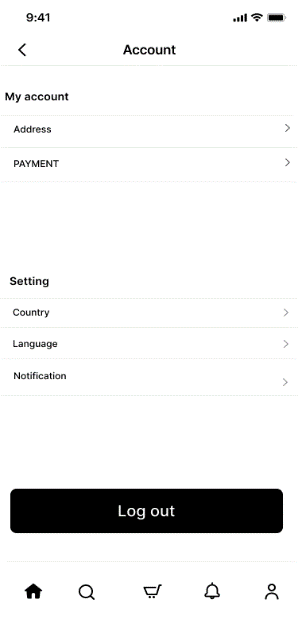 9:41
Account
My account
Address
PAYMENT
Setting
Country
Language
Notification
Log out